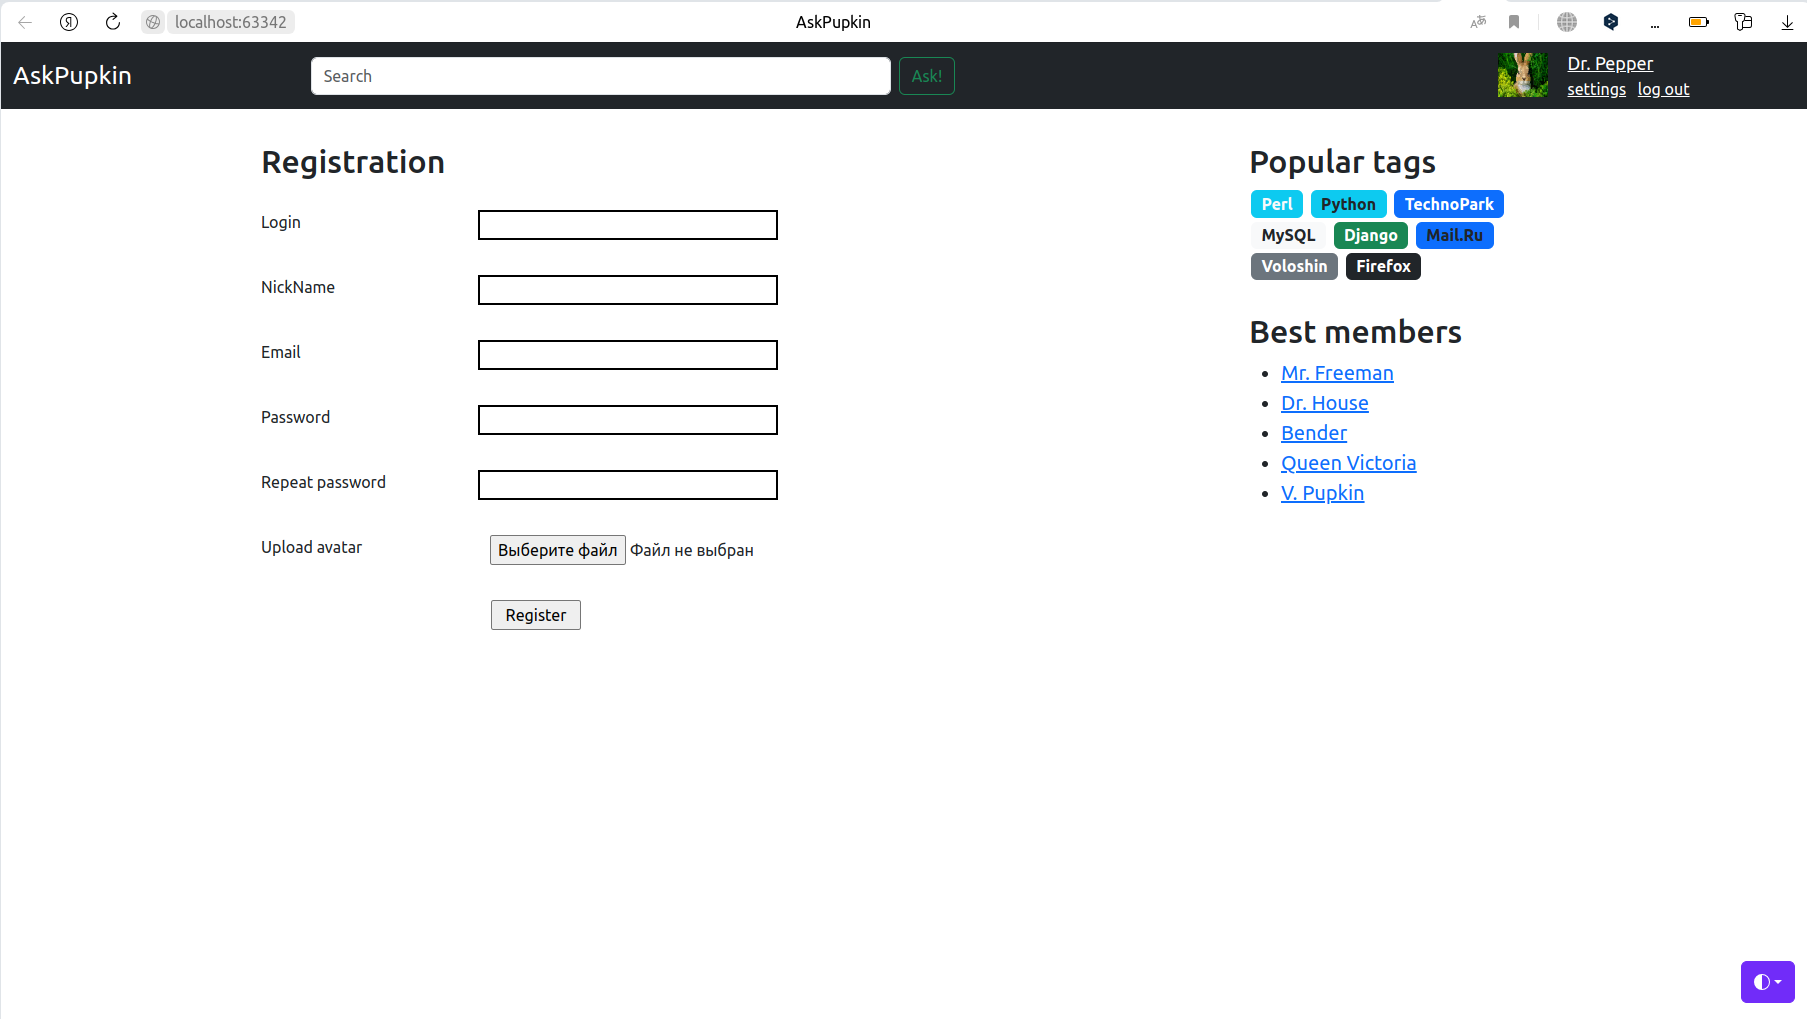 localhost:63342
AskPupkin
AskPupkin
Search
Ask!
Dr. Pepper
settings log out
Registration
Login
NickName
Email
Password
Repeat password
Upload avatar
Выберите файл Файл не выбран
Register
Popular tags
Perl Python TechnoPark
MySQL Django Mail.Ru
Voloshin Firefox
Best members
Mr. Freeman
Dr. House
Bender
Queen Victoria
V. Pupkin